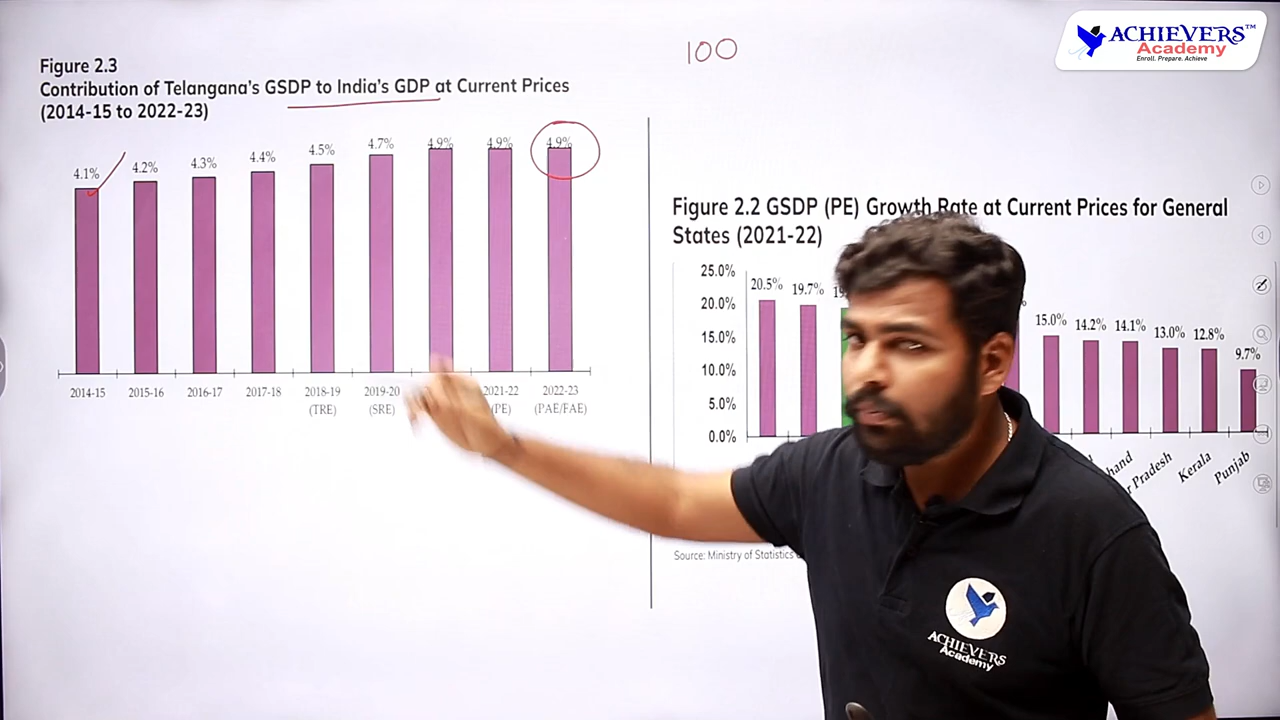 Figure 2.3
Contribution of Telangana's GSDP to India's GDP at Current Prices
(2014-15 to 2022-23)
4.1%
4.2%
4.3%
4.4%
4.5%
4.7%
4.9%
4.9%
4.9%
2014-15
2015-16
2016-17
2017-18
2018-19
(TRE)
2019-20
(SRE)
2021-22
(PE)
2022-23
(PAE/FAE)
100
ACHIEVERS™
Academy
Enroll. Prepare. Achieve
Figure 2.2 GSDP (PE) Growth Rate at Current Prices for General
States (2021-22)
25.0%
20.0%
15.0%
10.0%
5.0%
0.0%
20.5%
19.7%
15.0%
14.2%
14.1%
13.0%
12.8%
9.7%
Pradesh
Kerala
Punjab
Source: Ministry of Statistics
ACHIEVERS
Academy